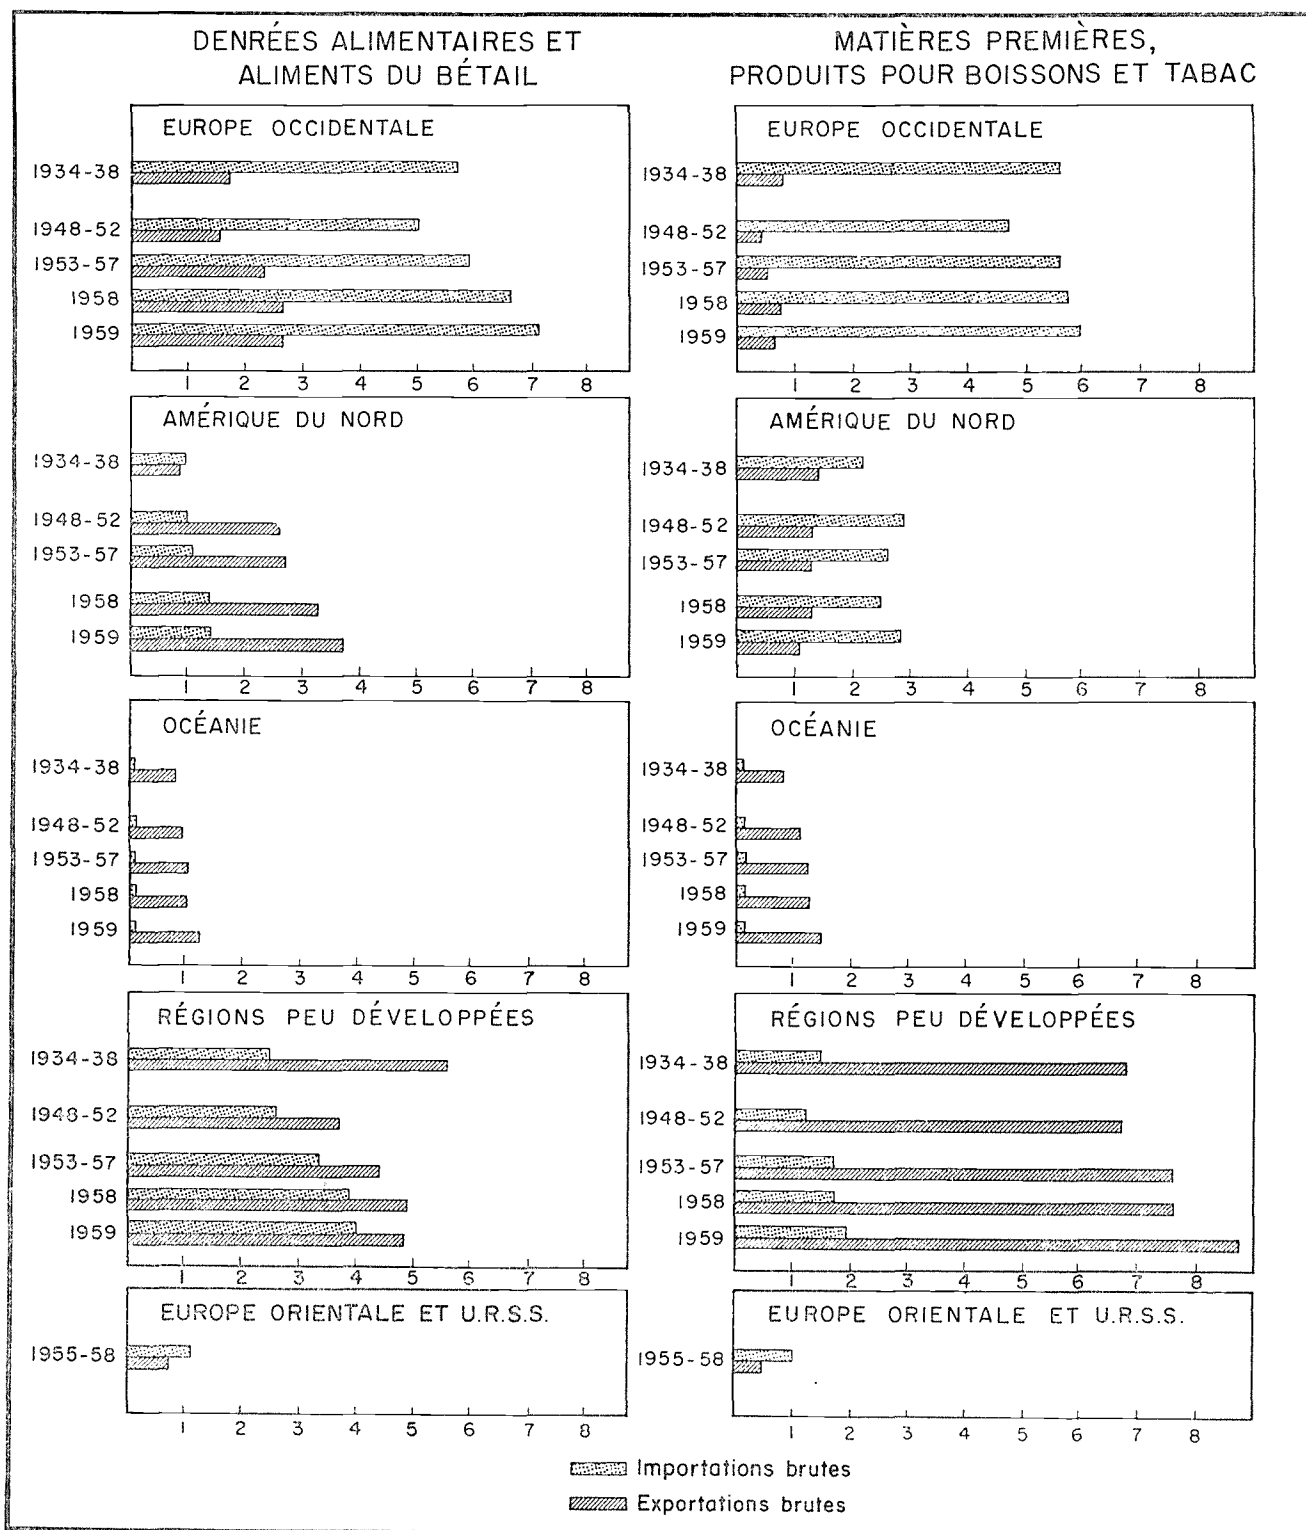 DENRÉES ALIMENTAIRES ET
ALIMENTS DU BÉTAIL
EUROPE OCCIDENTALE
1934-38
1948-52
1953-57
1958
1959
1 2 3 4 5 6 7 8
AMÉRIQUE DU NORD
1934-38
1948-52
1953-57
1958
1959
1 2 3 4 5 6 7 8
OCÉANIE
1934-38
1948-52
1953-57
1958
1959
1 2 3 4 5 6 7 8
RÉGIONS PEU DÉVELOPPÉES
1934-38
1948-52
1953-57
1958
1959
1 2 3 4 5 6 7 8
EUROPE ORIENTALE ET U.R.S.S.
1955-58
1 2 3 4 5 6 7 8
MATIÈRES PREMIÈRES,
PRODUITS POUR BOISSONS ET TABAC
EUROPE OCCIDENTALE
1934-38
1948-52
1953-57
1958
1959
1 2 3 4 5 6 7 8
AMÉRIQUE DU NORD
1934-38
1948-52
1953-57
1958
1959
1 2 3 4 5 6 7 8
OCÉANIE
1934-38
1948-52
1953-57
1958
1959
1 2 3 4 5 6 7 8
RÉGIONS PEU DÉVELOPPÉES
1934-38
1948-52
1953-57
1958
1959
1 2 3 4 5 6 7 8
EUROPE ORIENTALE ET U.R.S.S.
1955-58
1 2 3 4 5 6 7 8
Importations brutes
Exportations brutes